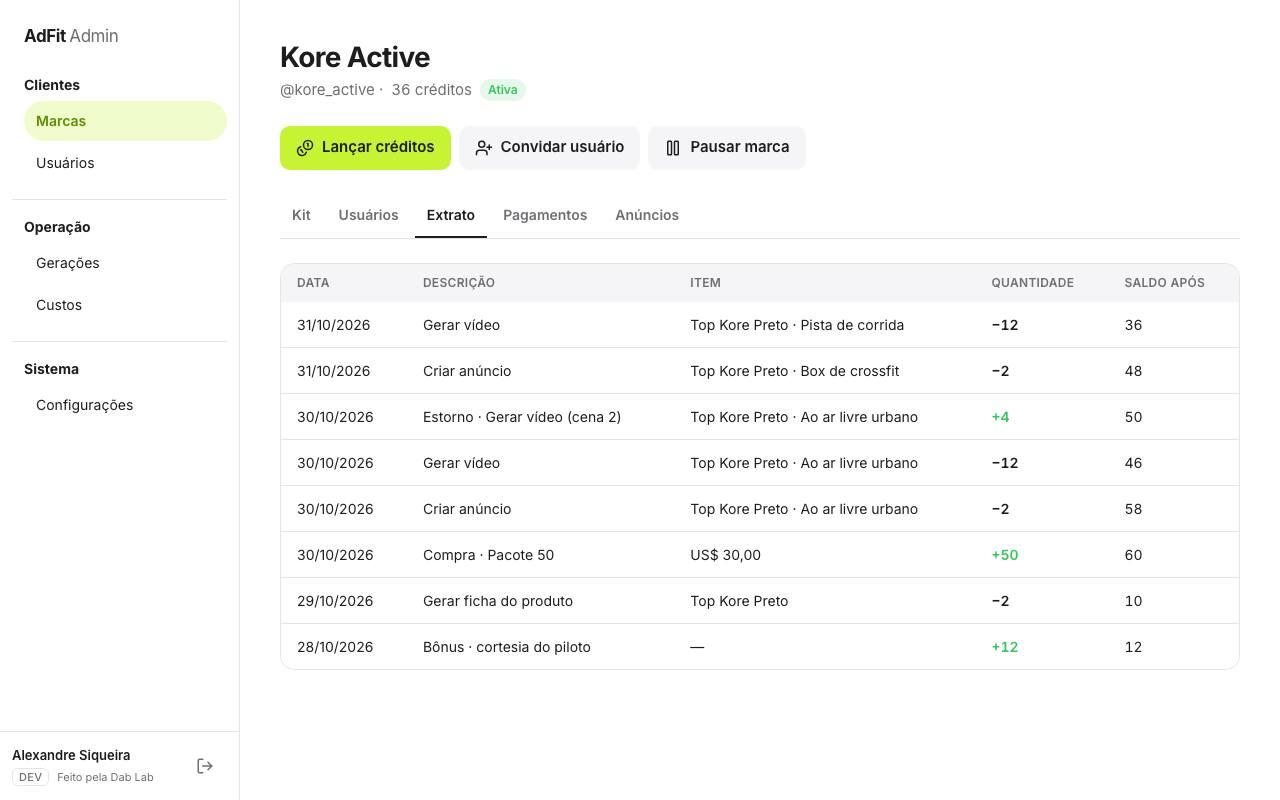 AdFit Admin
Clientes
Marcas
Usuários
Operação
Gerações
Custos
Sistema
Configurações
Alexandre Siqueira
DEV Feito pela Dab Lab
Kore Active
@kore_active · 36 créditos Ativa
Lançar créditos Convidar usuário Pausar marca
Kit Usuários Extrato Pagamentos Anúncios
DATA DESCRIÇÃO ITEM QUANTIDADE SALDO APÓS
31/10/2026 Gerar vídeo Top Kore Preto · Pista de corrida −12 36
31/10/2026 Criar anúncio Top Kore Preto · Box de crossfit −2 48
30/10/2026 Estorno · Gerar vídeo (cena 2) Top Kore Preto · Ao ar livre urbano +4 50
30/10/2026 Gerar vídeo Top Kore Preto · Ao ar livre urbano −12 46
30/10/2026 Criar anúncio Top Kore Preto · Ao ar livre urbano −2 58
30/10/2026 Compra · Pacote 50 US$ 30,00 +50 60
29/10/2026 Gerar ficha do produto Top Kore Preto −2 10
28/10/2026 Bônus · cortesia do piloto — +12 12